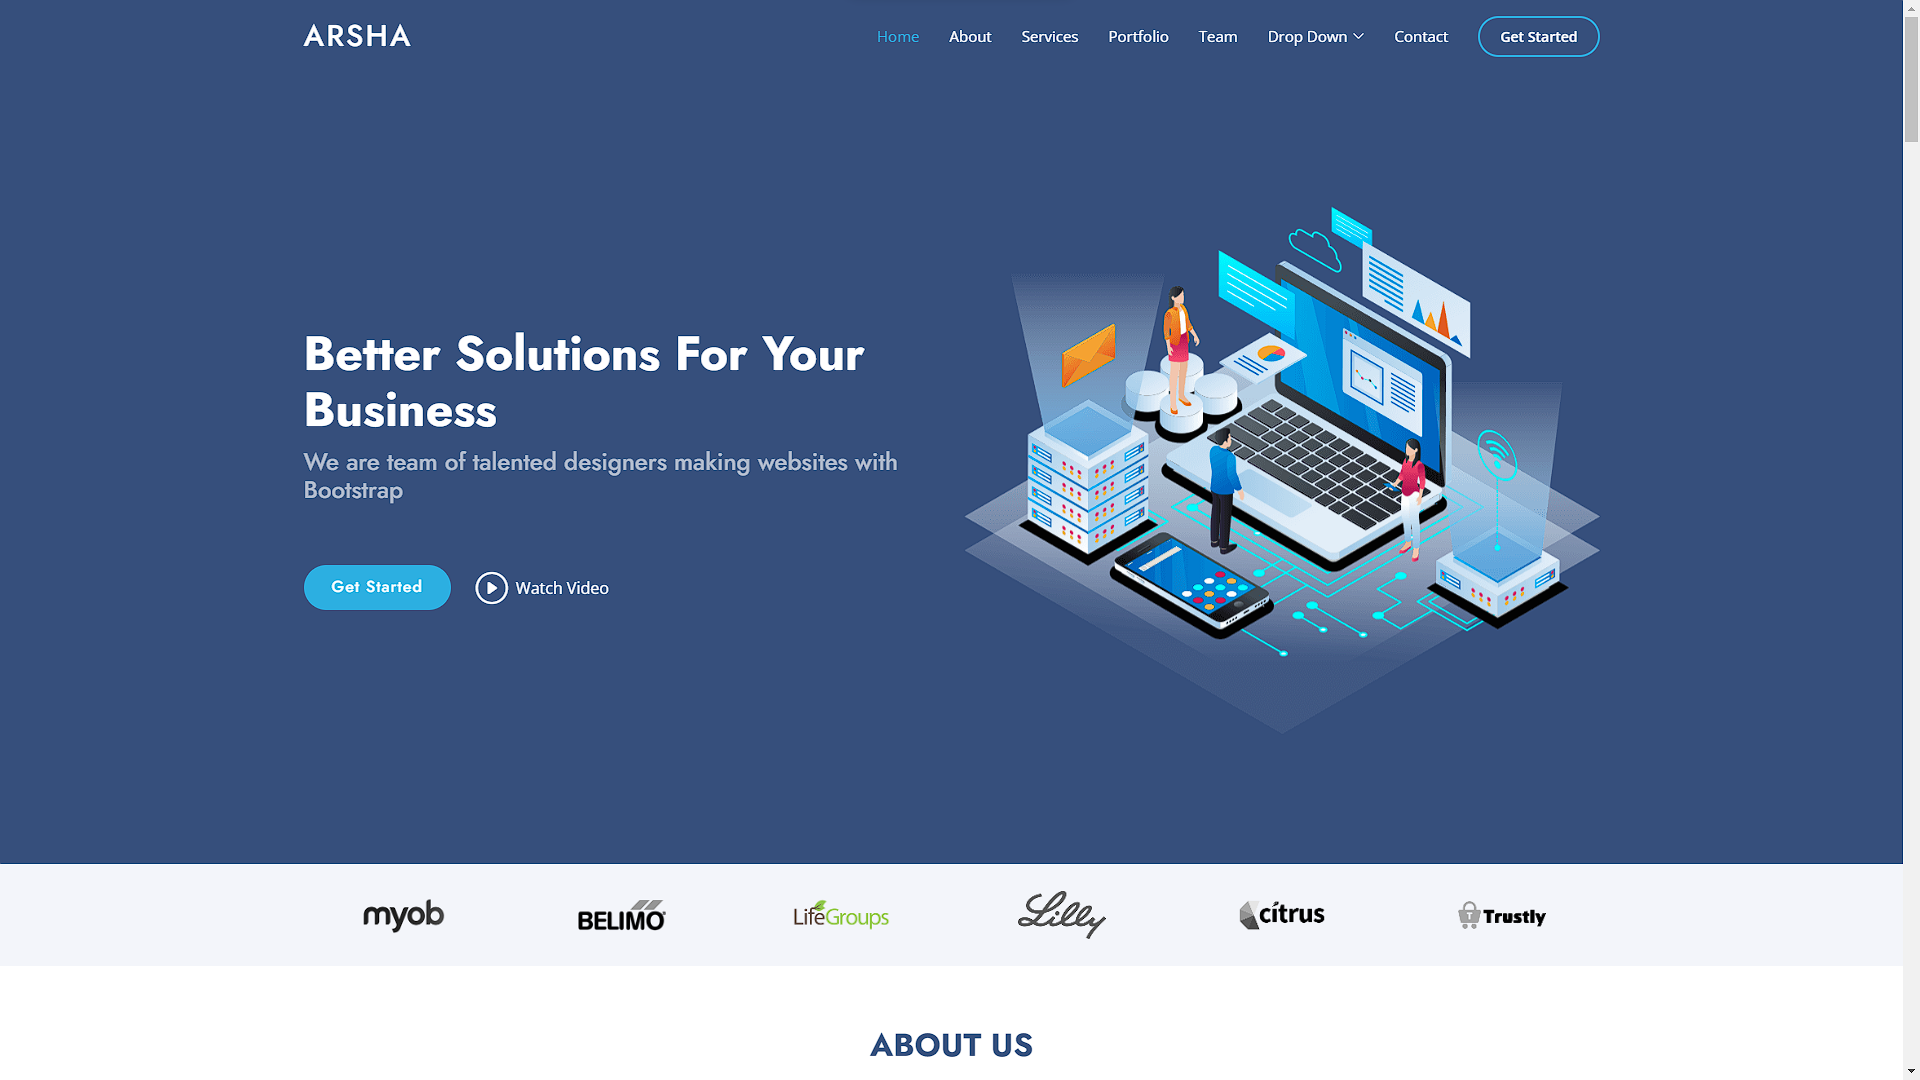 ARSHA
Home
About
Services
Portfolio
Team
Drop Down
Contact
Get Started
Better Solutions For Your
Business
We are team of talented designers making websites with
Bootstrap
Get Started
Watch Video
myob
BELIMO
LifeGroups
Lilly
citrus
T
Trustly
ABOUT US